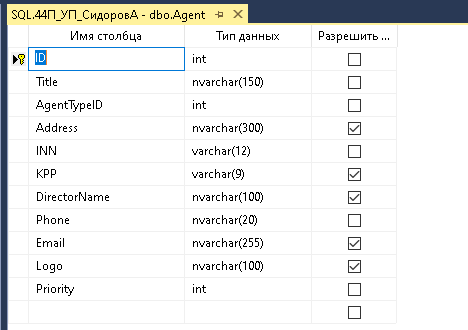 SQL.44П_УП_СидоровА - dbo.Agent
Имя столбца Тип данных Разрешить ...
ID int
Title nvarchar(150)
AgentTypeID int
Address nvarchar(300)
INN varchar(12)
KPP varchar(9)
DirectorName nvarchar(100)
Phone nvarchar(20)
Email nvarchar(255)
Logo nvarchar(100)
Priority int